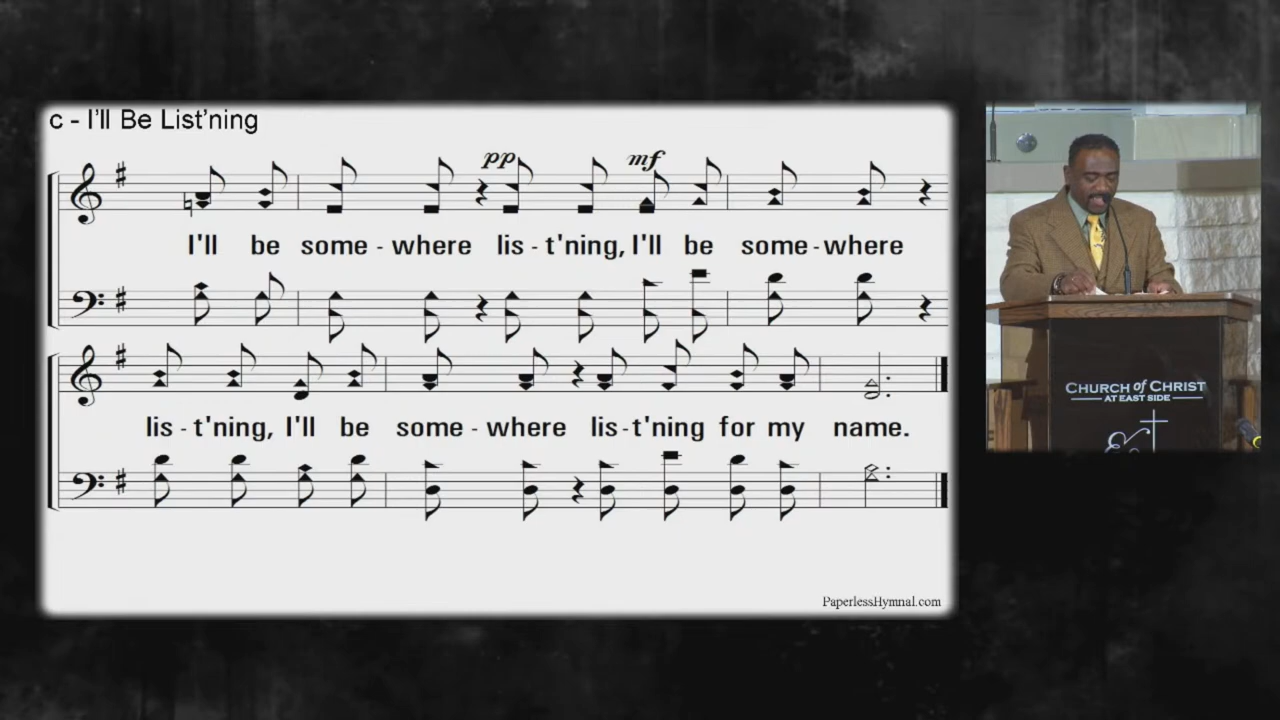 c - I'll Be List'ning
pp mf
I'll be some - where lis - t'ning, I'll be some - where
lis - t'ning, I'll be some - where lis - t'ning for my name.
PaperlessHymnal.com
CHURCH of CHRIST
AT EAST SIDE